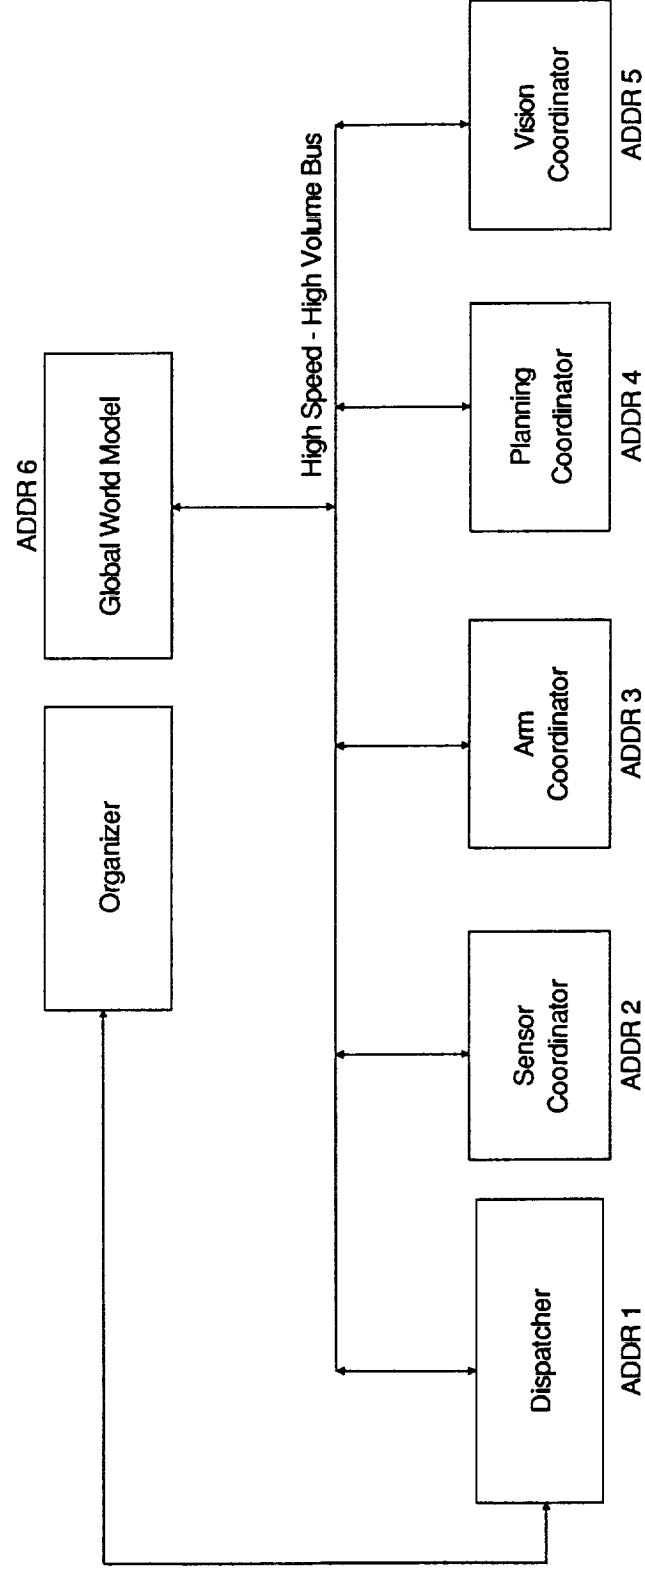 ADDR 6
Organizer
Global World Model
High Speed - High Volume Bus
Dispatcher
Sensor
Coordinator
Arm
Coordinator
Planning
Coordinator
Vision
Coordinator
ADDR 1
ADDR 2
ADDR 3
ADDR 4
ADDR 5